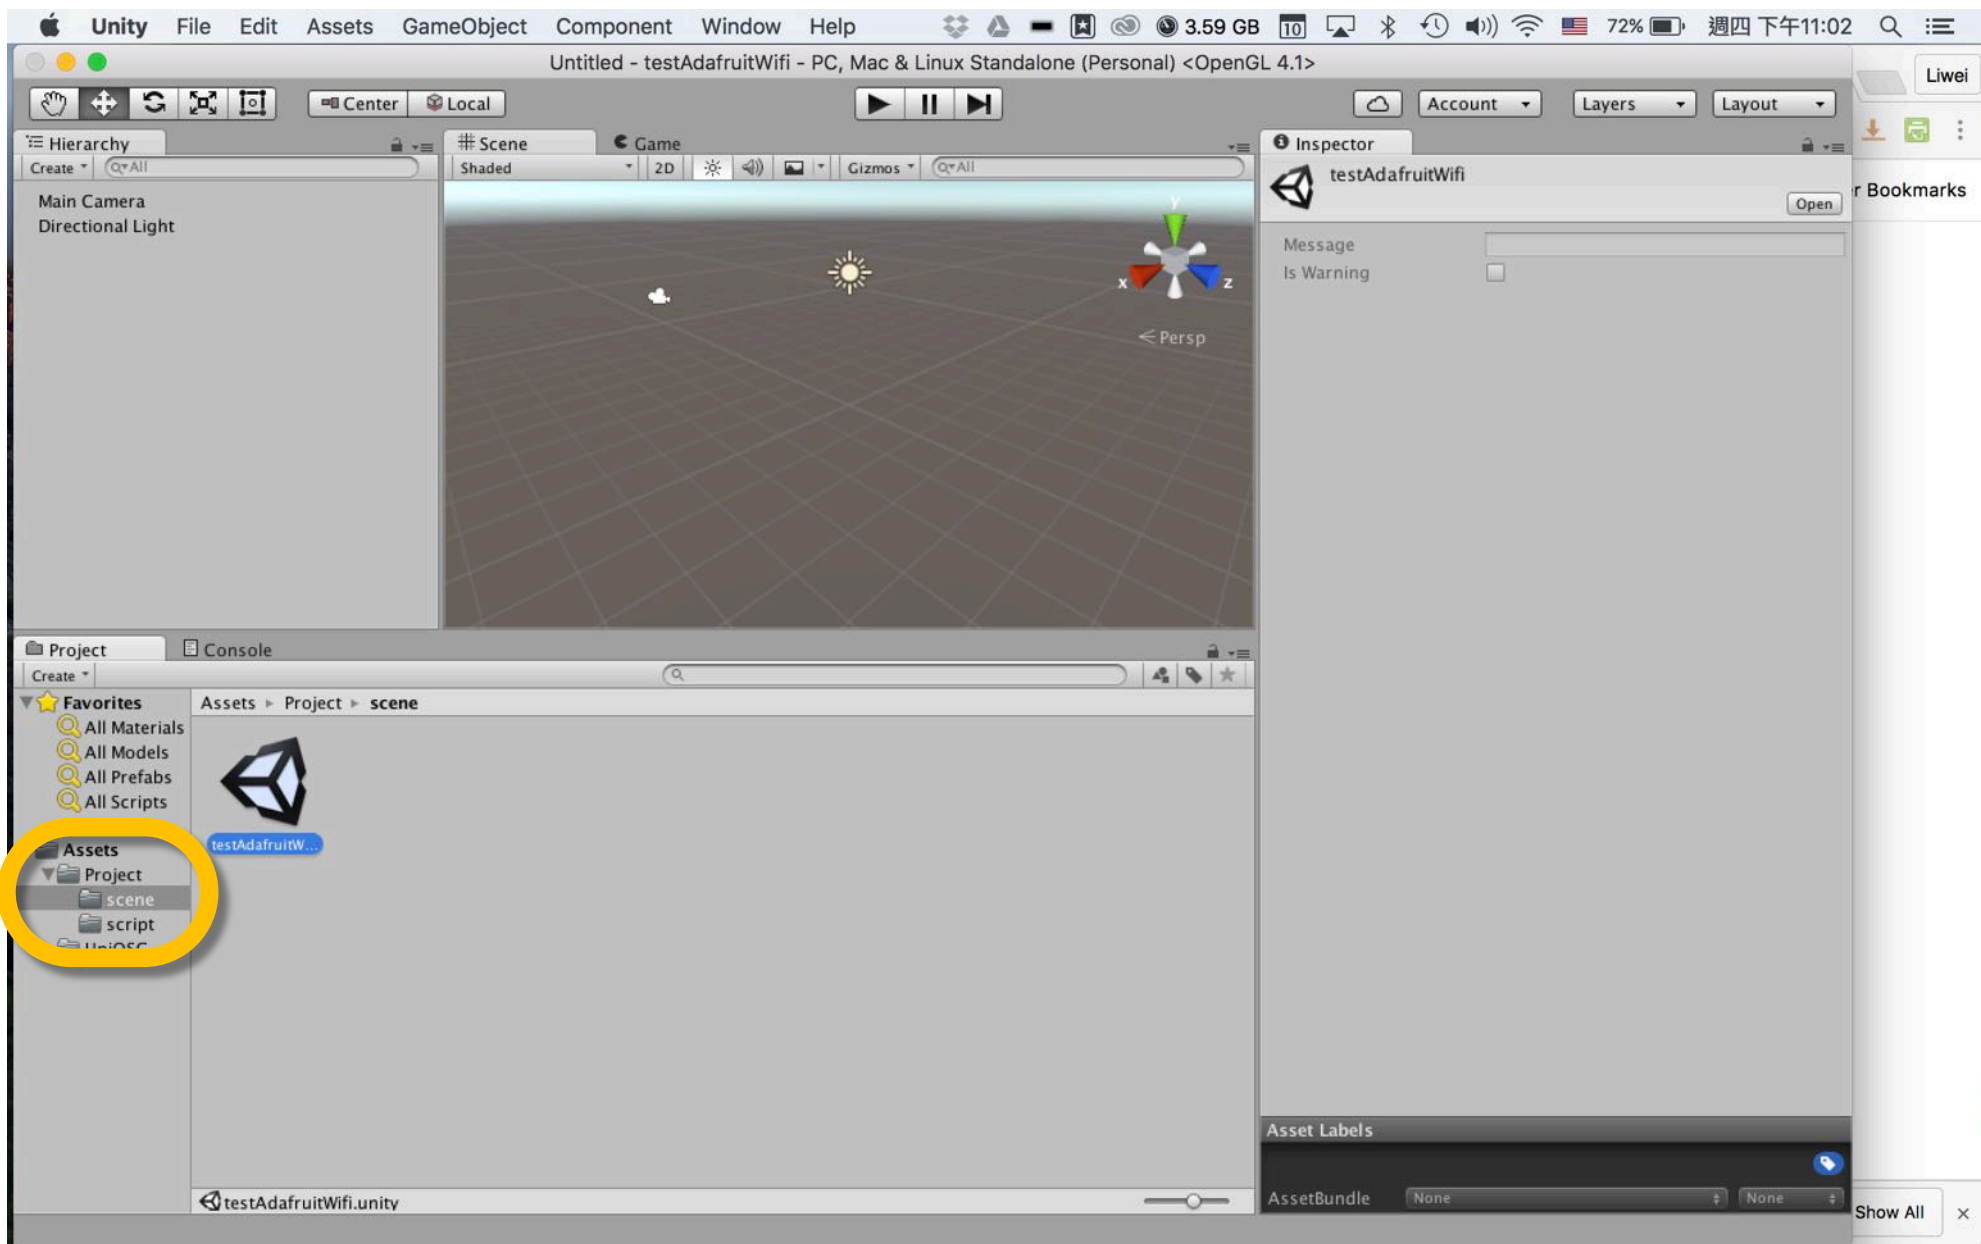 Unity File Edit Assets GameObject Component Window Help 3.59 GB 10 72% 週四 下午11:02
Untitled - testAdafruitWifi - PC, Mac & Linux Standalone (Personal) <OpenGL 4.1>
Liwei
Center Local Account Layers Layout
Hierarchy
Create All
Main Camera
Directional Light
Scene Game
Shaded 2D Gizmos All
y
x z
Persp
Inspector
testAdafruitWifi
Open
Message
Is Warning
r Bookmarks
Project Console
Create
Favorites
All Materials
All Models
All Prefabs
All Scripts
Assets
Project
scene
script
UniOSC
Assets Project scene
testAdafruitW...
testAdafruitWifi.unity
Asset Labels
AssetBundle None None
Show All